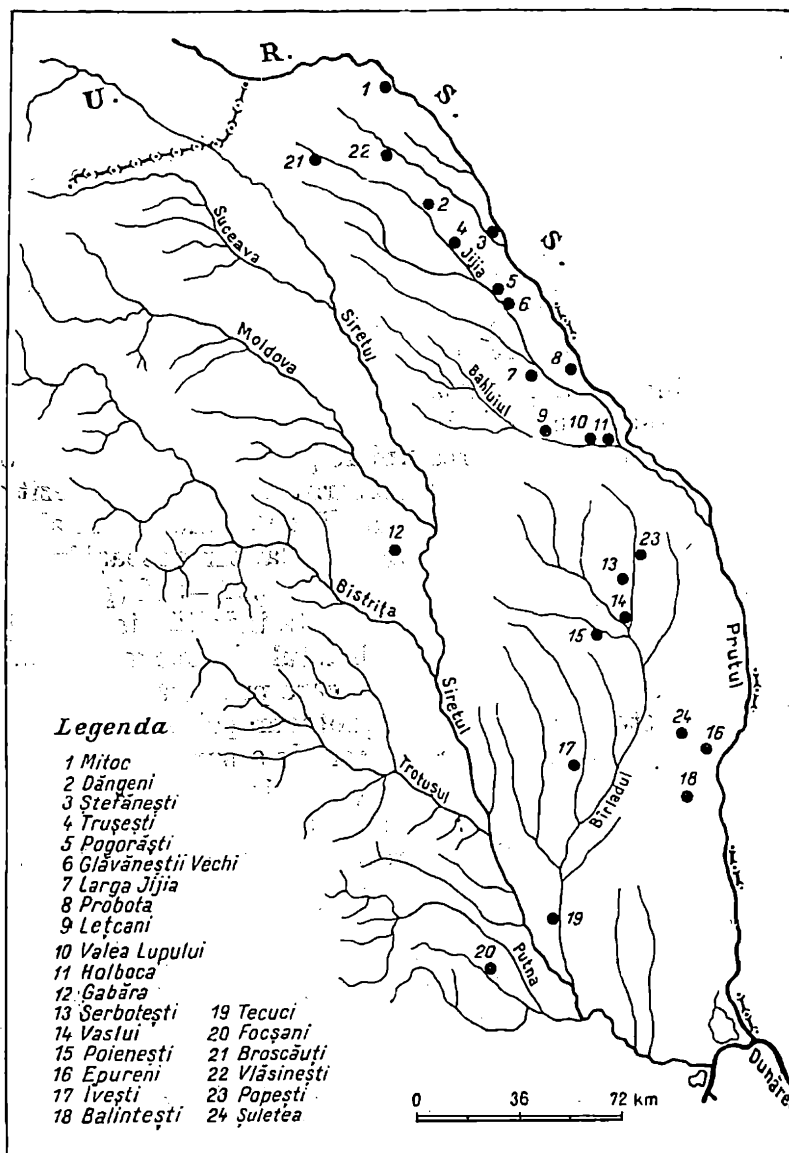 U. R. S. S.
1
21
22
2
4
3
Jijia
5
6
Suceava
Siretul
Moldova
7
8
Bahluiul
9
10
11
12
23
13
14
15
Bistrița
Prutul
Siretul
24
16
17
18
Trotușul
Bîrladul
19
20
Putna
Dunărea
Legenda
1 Mitoc
2 Dăngeni
3 Ștefănești
4 Trușești
5 Pogorăști
6 Glăvăneștii Vechi
7 Larga Jijia
8 Probota
9 Lețcani
10 Valea Lupului
11 Holboca
12 Gabăra
13 Serbotești
14 Vaslui
15 Poienești
16 Epureni
17 Ivești
18 Balintești
19 Tecuci
20 Focșani
21 Broscăuți
22 Vlăsinești
23 Popești
24 Șuletea
0 36 72 km